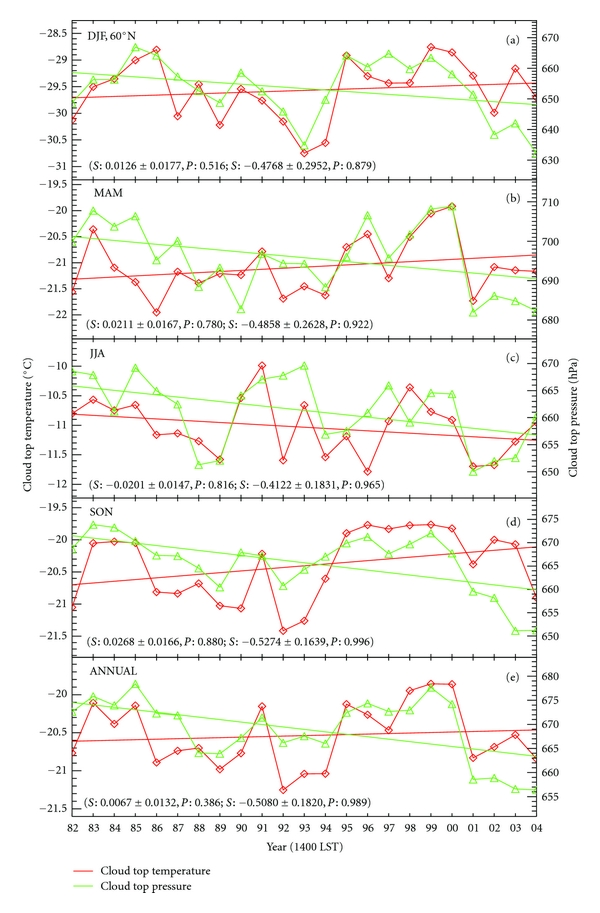 DJF, 60°N
(a)
−28.5
−29
−29.5
−30
−30.5
−31
670
660
650
640
630
(S: 0.0126 ± 0.0177, P: 0.516; S: −0.4768 ± 0.2952, P: 0.879)
MAM
(b)
−19.5
−20
−20.5
−21
−21.5
−22
710
700
690
680
(S: 0.0211 ± 0.0167, P: 0.780; S: −0.4858 ± 0.2628, P: 0.922)
JJA
(c)
−10
−10.5
−11
−11.5
−12
670
665
660
655
650
(S: −0.0201 ± 0.0147, P: 0.816; S: −0.4122 ± 0.1831, P: 0.965)
Cloud top temperature (°C)
Cloud top pressure (hPa)
SON
(d)
−19.5
−20
−20.5
−21
−21.5
675
670
665
660
655
650
(S: 0.0268 ± 0.0166, P: 0.880; S: −0.5274 ± 0.1639, P: 0.996)
ANNUAL
(e)
−20
−20.5
−21
−21.5
680
675
670
665
660
655
(S: 0.0067 ± 0.0132, P: 0.386; S: −0.5080 ± 0.1820, P: 0.989)
82 83 84 85 86 87 88 89 90 91 92 93 94 95 96 97 98 99 00 01 02 03 04
Year (1400 LST)
Cloud top temperature
Cloud top pressure